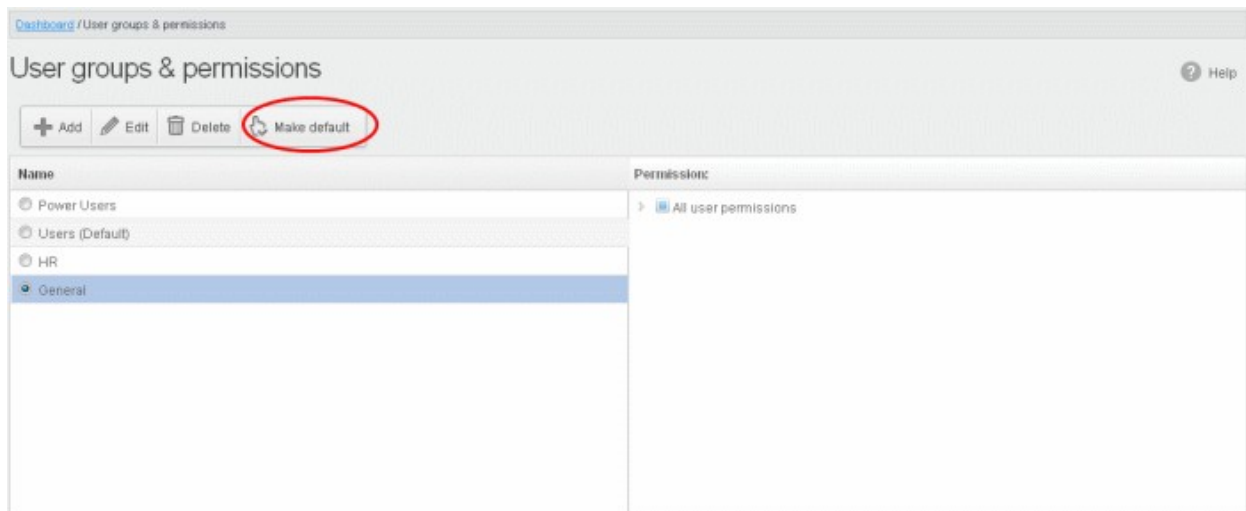 Dashboard / User groups & permissions
User groups & permissions
Help
Add Edit Delete Make default
Name Permission:
Power Users All user permissions
Users (Default)
HR
General